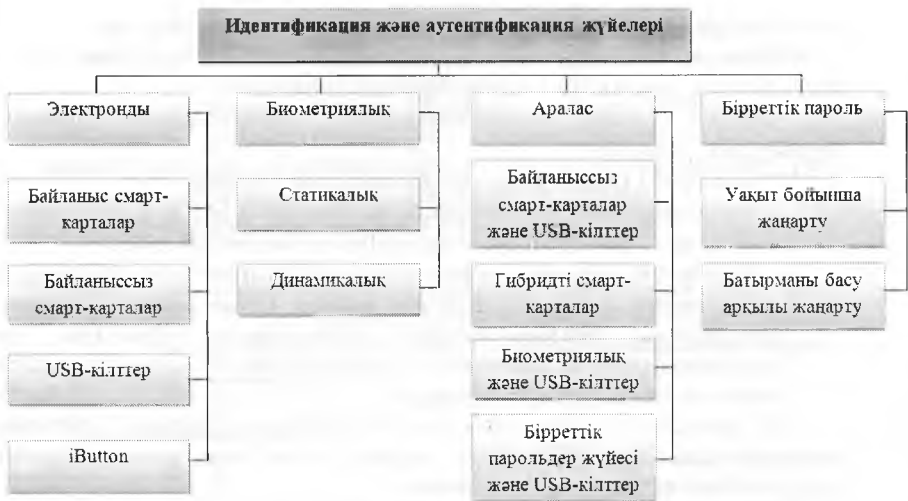 Идентификация және аутентификация жүйелері
Электронды
Байланыс смарт-
карталар
Байланыссыз
смарт-карталар
USB-кілттер
iButton
Биометриялық
Статикалық
Динамикалық
Аралас
Байланыссыз
смарт-карталар
және USB-кілттер
Гибридті смарт-
карталар
Биометриялық
және USB-кілттер
Бірреттік
парольдер жүйесі
және USB-кілттер
Бірреттік пароль
Уақыт бойынша
жаңарту
Батырманы басу
арқылы жаңарту